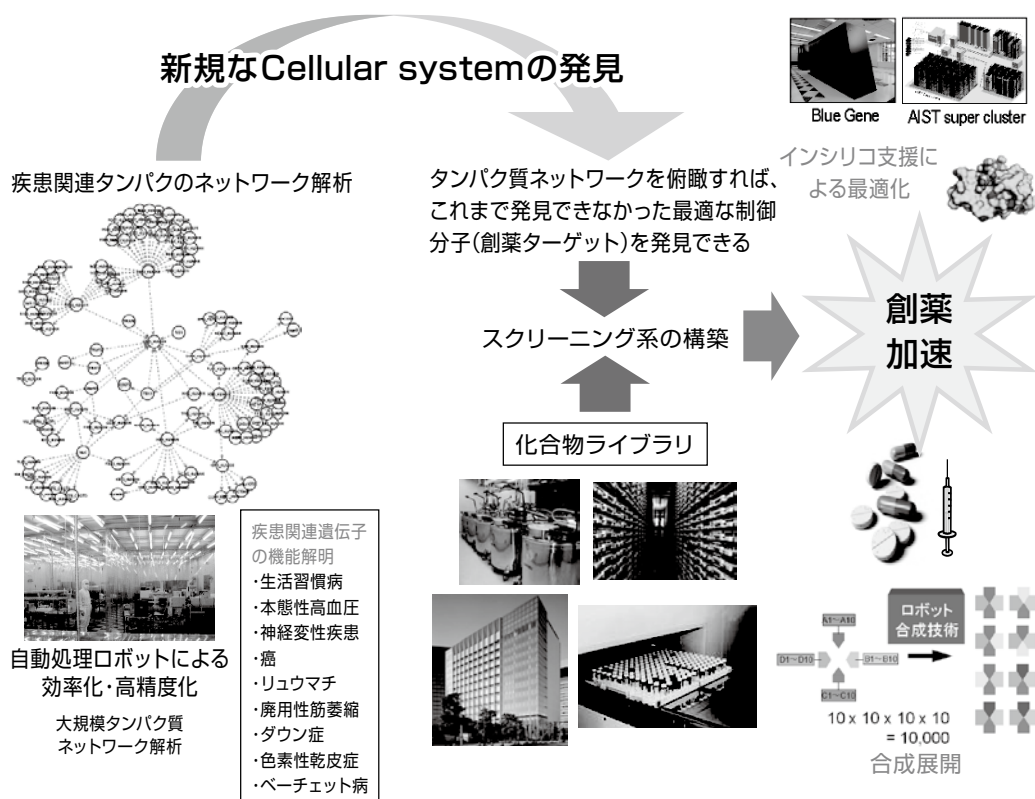 新規なCellular systemの発見
Blue Gene
AIST super cluster
インシリコ支援に
よる最適化
疾患関連タンパクのネットワーク解析
タンパク質ネットワークを俯瞰すれば、
これまで発見できなかった最適な制御
分子(創薬ターゲット)を発見できる
スクリーニング系の構築
創薬
加速
化合物ライブラリ
自動処理ロボットによる
効率化・高精度化
大規模タンパク質
ネットワーク解析
疾患関連遺伝子
の機能解明
・生活習慣病
・本態性高血圧
・神経変性疾患
・癌
・リュウマチ
・廃用性筋萎縮
・ダウン症
・色素性乾皮症
・ベーチェット病
A1~A10
D1~D10
B1~B10
C1~C10
ロボット
合成技術
10 x 10 x 10 x 10
= 10,000
合成展開